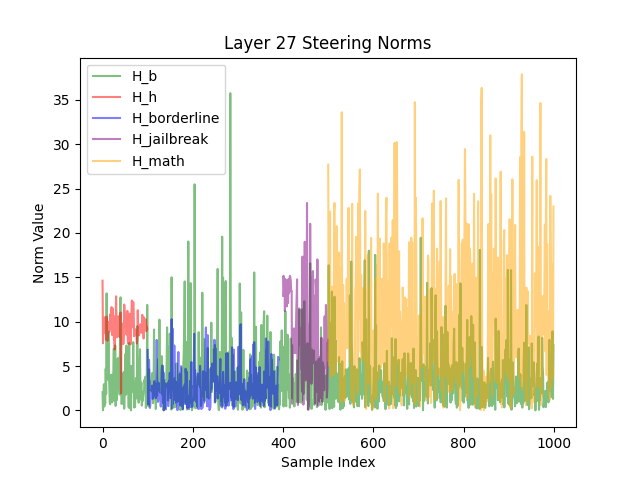 Layer 27 Steering Norms
H_b
H_h
H_borderline
H_jailbreak
H_math
35
30
25
20
15
10
5
0
Norm Value
0 200 400 600 800 1000
Sample Index